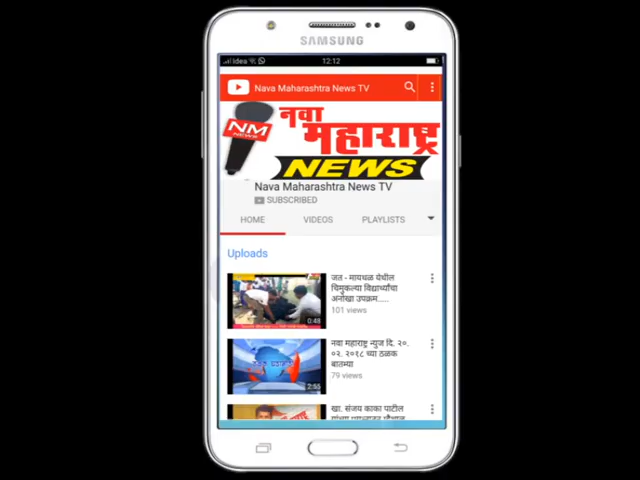 SAMSUNG
Idea
12:12
Nava Maharashtra News TV
नवा
महाराष्ट्र
NM
NEWS
NEWS
Nava Maharashtra News TV
SUBSCRIBED
HOME VIDEOS PLAYLISTS
Uploads
जत - मायथळ येथील
चिमुकल्या विद्यार्थ्यांचा
अनोखा उपक्रम.....
101 views
0:48
नवा महाराष्ट्र न्युज दि. २०.
०२. २०१८ च्या ठळक
बातम्या
79 views
2:55
खा. संजय काका पाटील